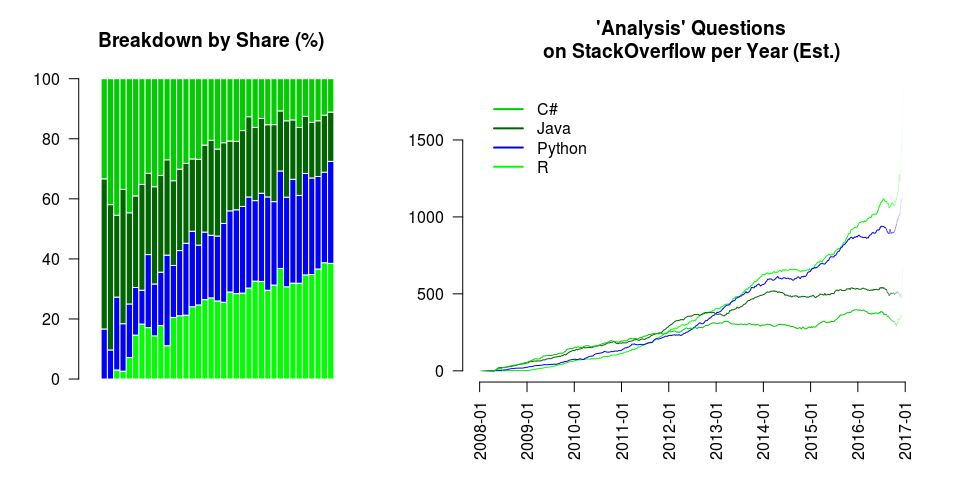 Breakdown by Share (%)
100
80
60
40
20
0
'Analysis' Questions
on StackOverflow per Year (Est.)
C#
Java
Python
R
1500
1000
500
0
2008-01
2009-01
2010-01
2011-01
2012-01
2013-01
2014-01
2015-01
2016-01
2017-01